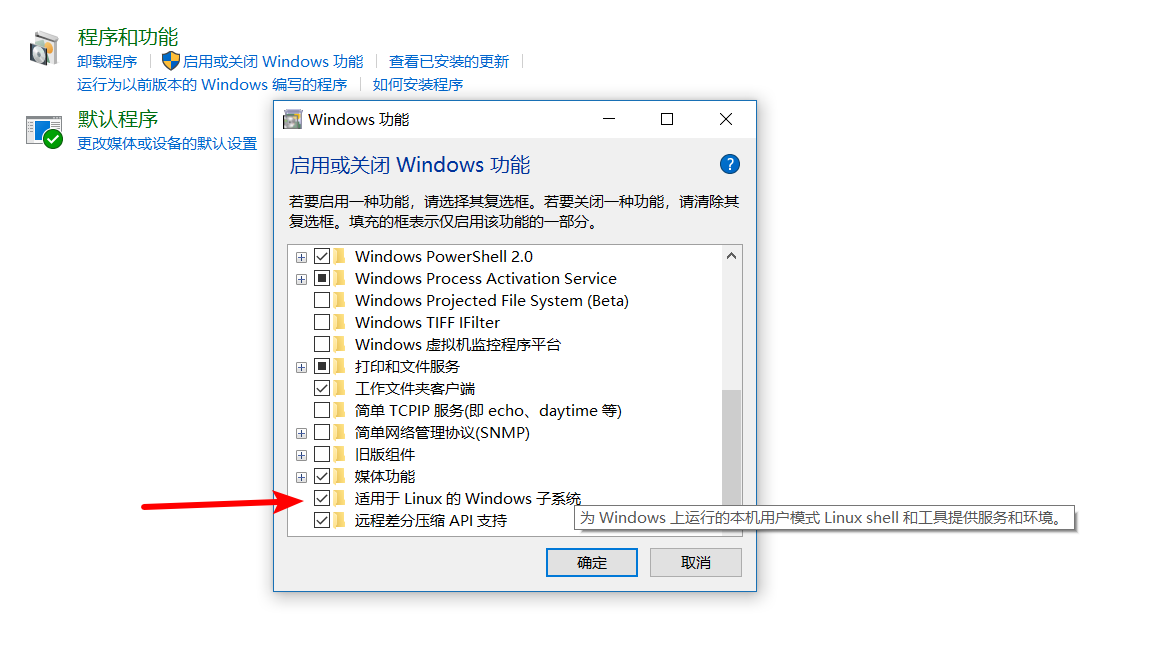 程序和功能
卸载程序 启用或关闭 Windows 功能 查看已安装的更新
运行为以前版本的 Windows 编写的程序 如何安装程序
默认程序
更改媒体或设备的默认设置
Windows 功能
启用或关闭 Windows 功能
?
若要启用一种功能，请选择其复选框。若要关闭一种功能，请清除其
复选框。填充的框表示仅启用该功能的一部分。
Windows PowerShell 2.0
Windows Process Activation Service
Windows Projected File System (Beta)
Windows TIFF IFilter
Windows 虚拟机监控程序平台
打印和文件服务
工作文件夹客户端
简单 TCPIP 服务(即 echo、daytime 等)
简单网络管理协议(SNMP)
旧版组件
媒体功能
适用于 Linux 的 Windows 子系统
为 Windows 上运行的本机用户模式 Linux shell 和工具提供服务和环境。
远程差分压缩 API 支持
确定 取消